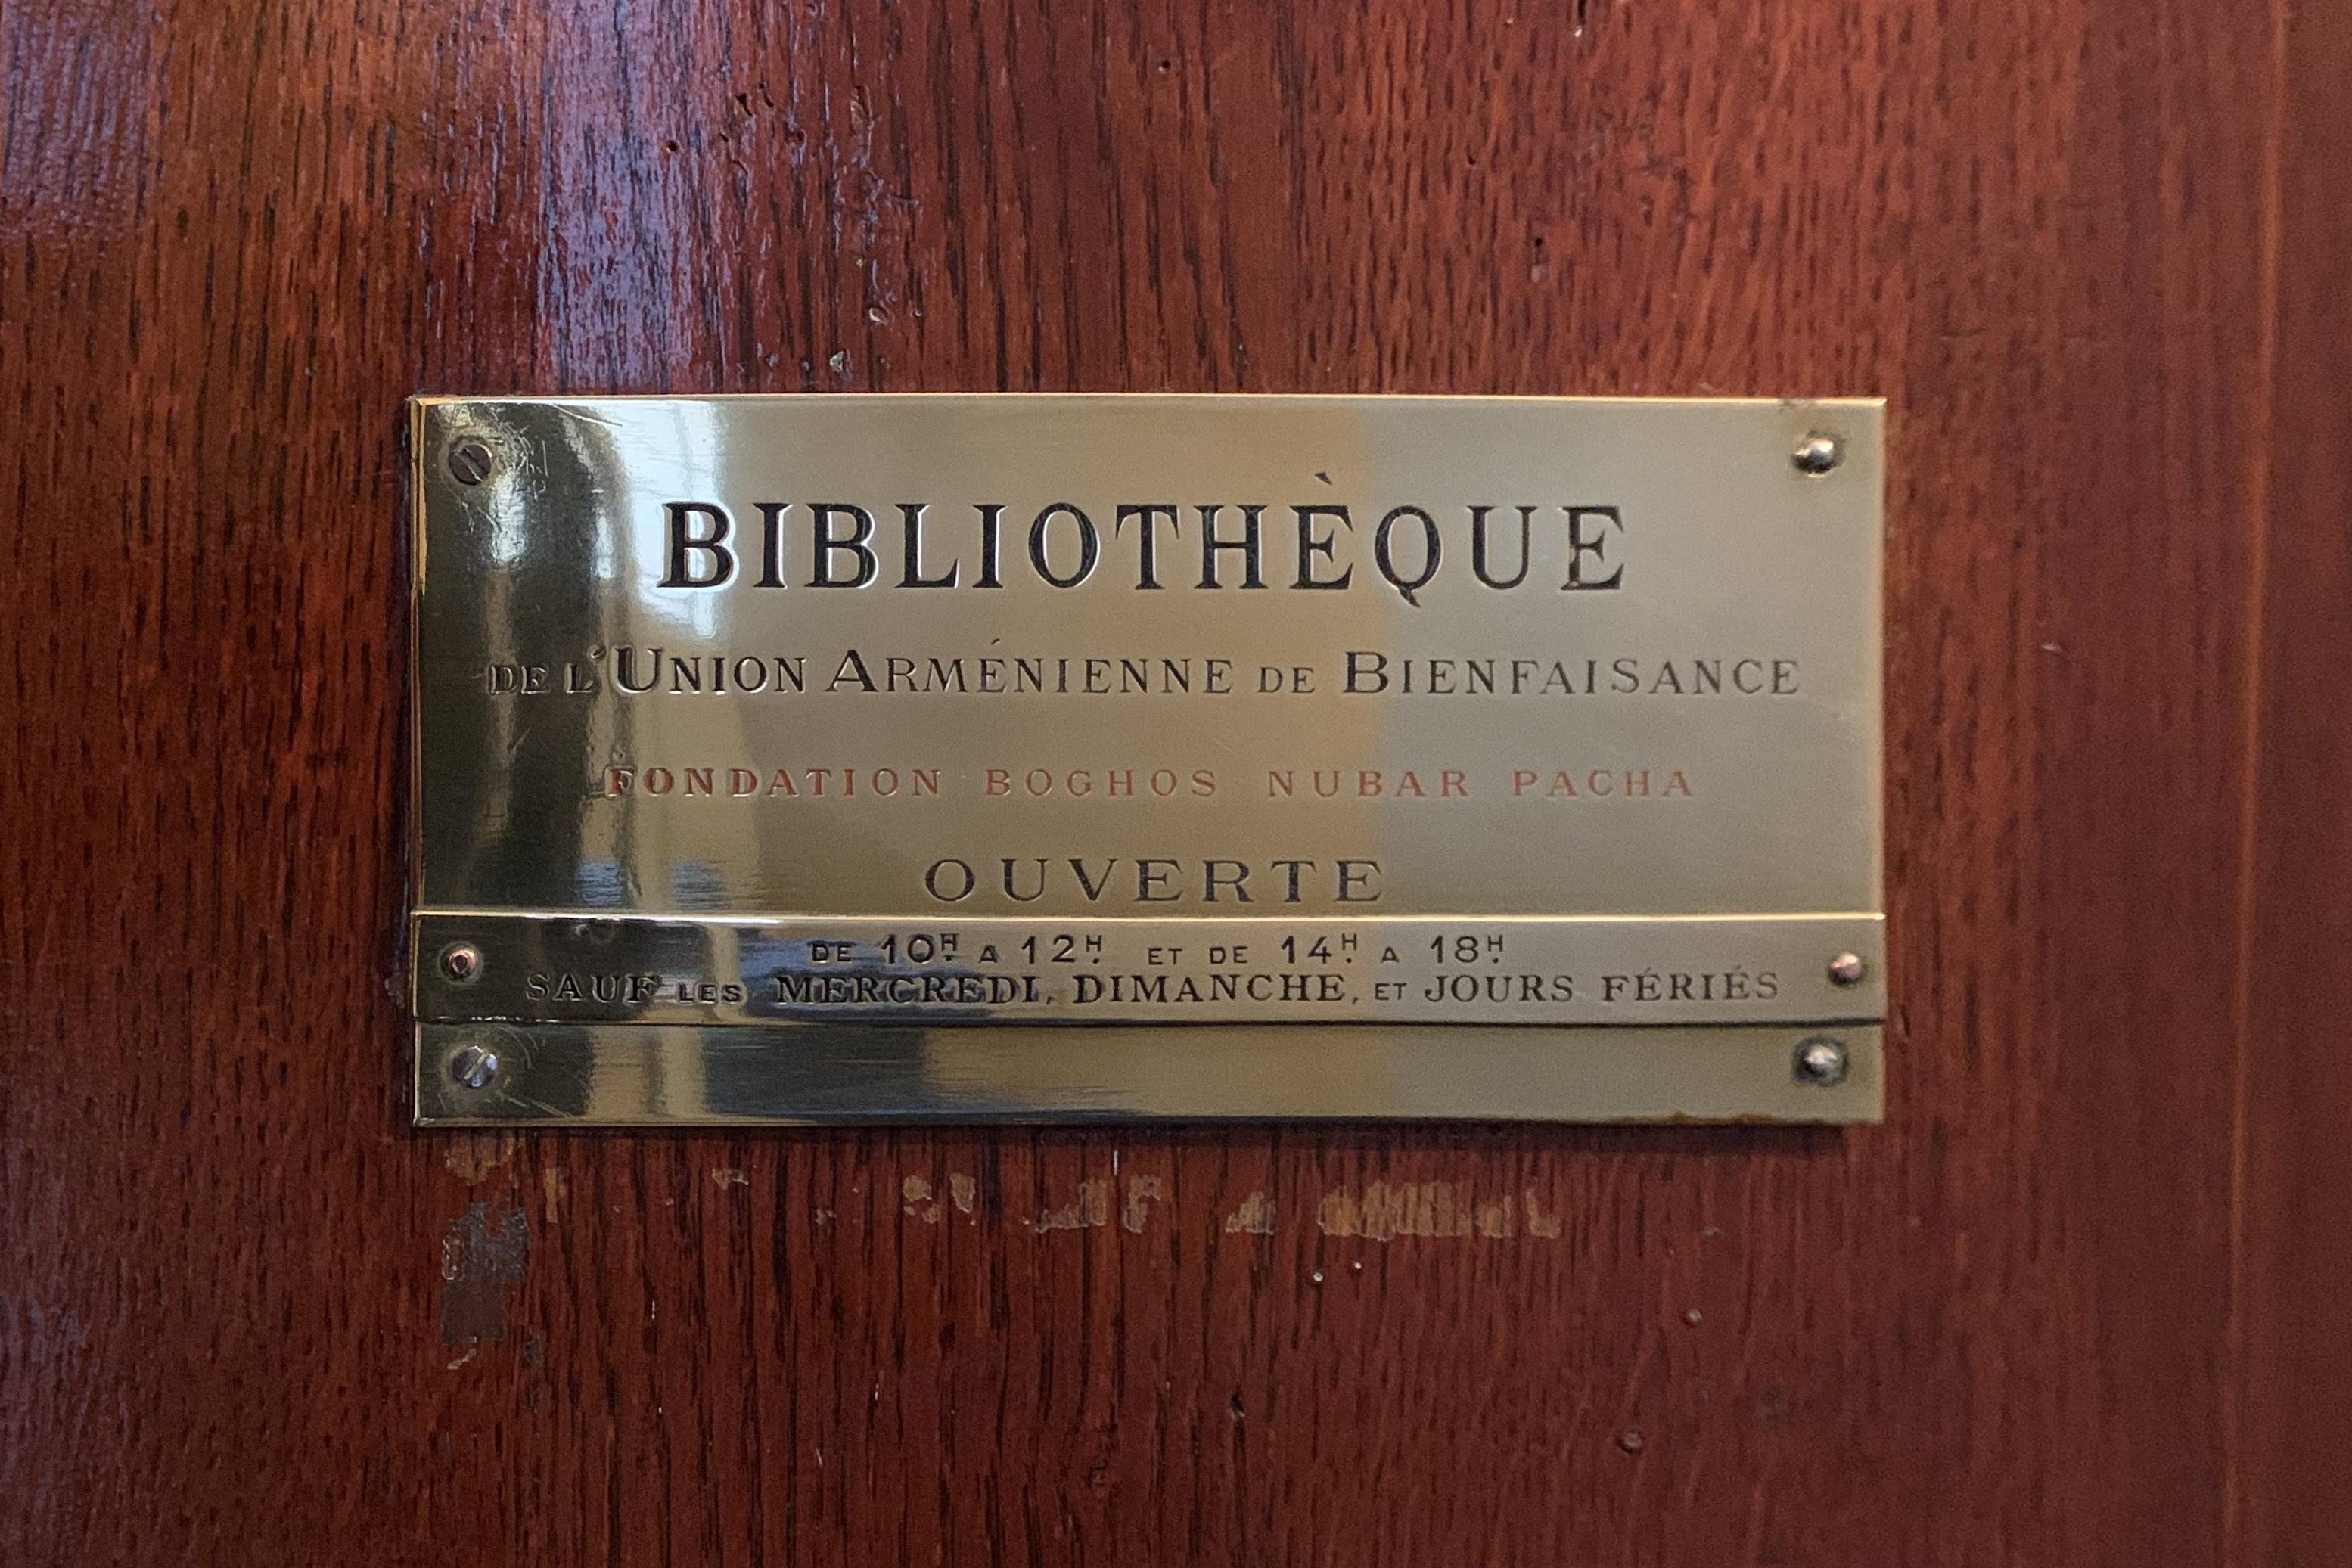 BIBLIOTHÈQUE
DE L'UNION ARMÉNIENNE DE BIENFAISANCE
FONDATION BOGHOS NUBAR PACHA
OUVERTE
DE 10H. A 12H. ET DE 14H. A 18H.
SAUF LES MERCREDI, DIMANCHE, ET JOURS FÉRIÉS